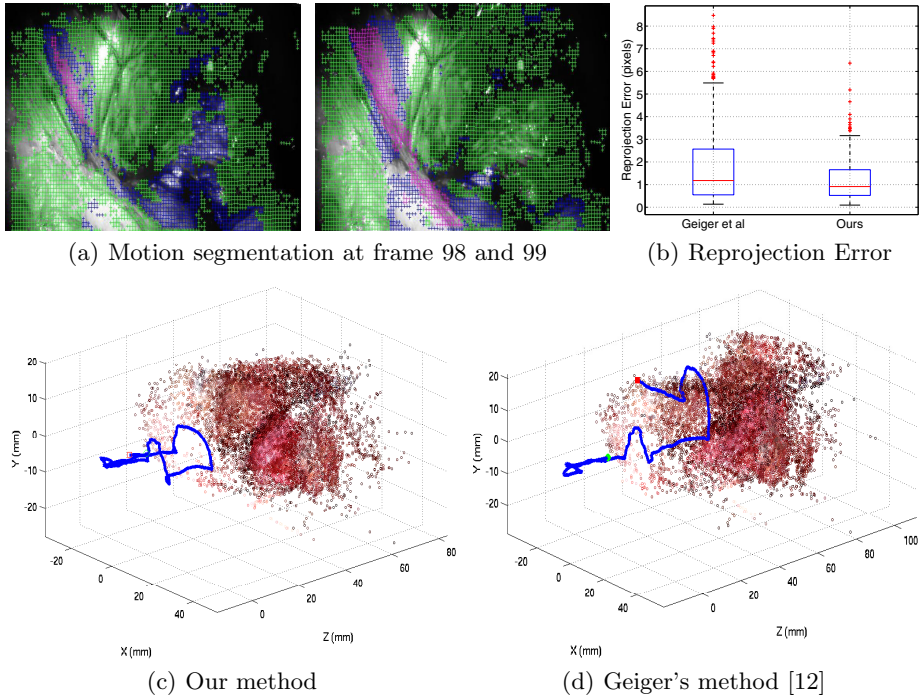 8
7
6
5
4
3
2
1
0
Reprojection Error (pixels)
Geiger et al
Ours
(a) Motion segmentation at frame 98 and 99
(b) Reprojection Error
20
10
0
-10
-20
Y (mm)
-20
0
20
40
X (mm)
0
20
40
60
80
Z (mm)
(c) Our method
20
10
0
-10
-20
Y (mm)
-20
0
20
40
X (mm)
0
20
40
60
80
100
Z (mm)
(d) Geiger's method [12]